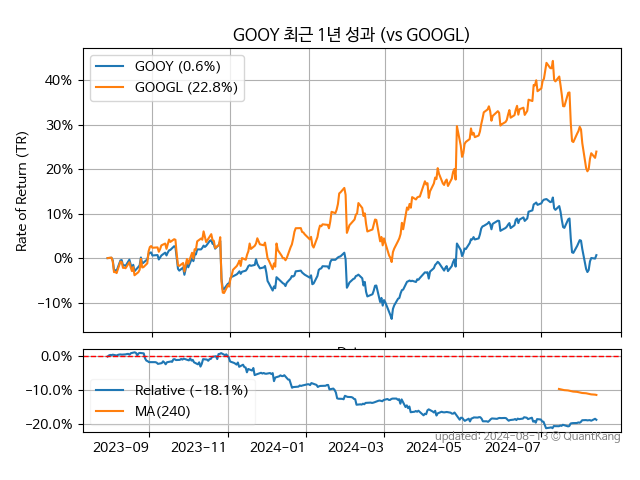 GOOY 최근 1년 성과 (vs GOOGL)
GOOY (0.6%)
GOOGL (22.8%)
Rate of Return (TR)
40%
30%
20%
10%
0%
−10%
0.0%
−10.0%
−20.0%
Relative (−18.1%)
MA(240)
2023−09
2023−11
2024−01
2024−03
2024−05
2024−07
updated: 2024−08−13 © QuantKang